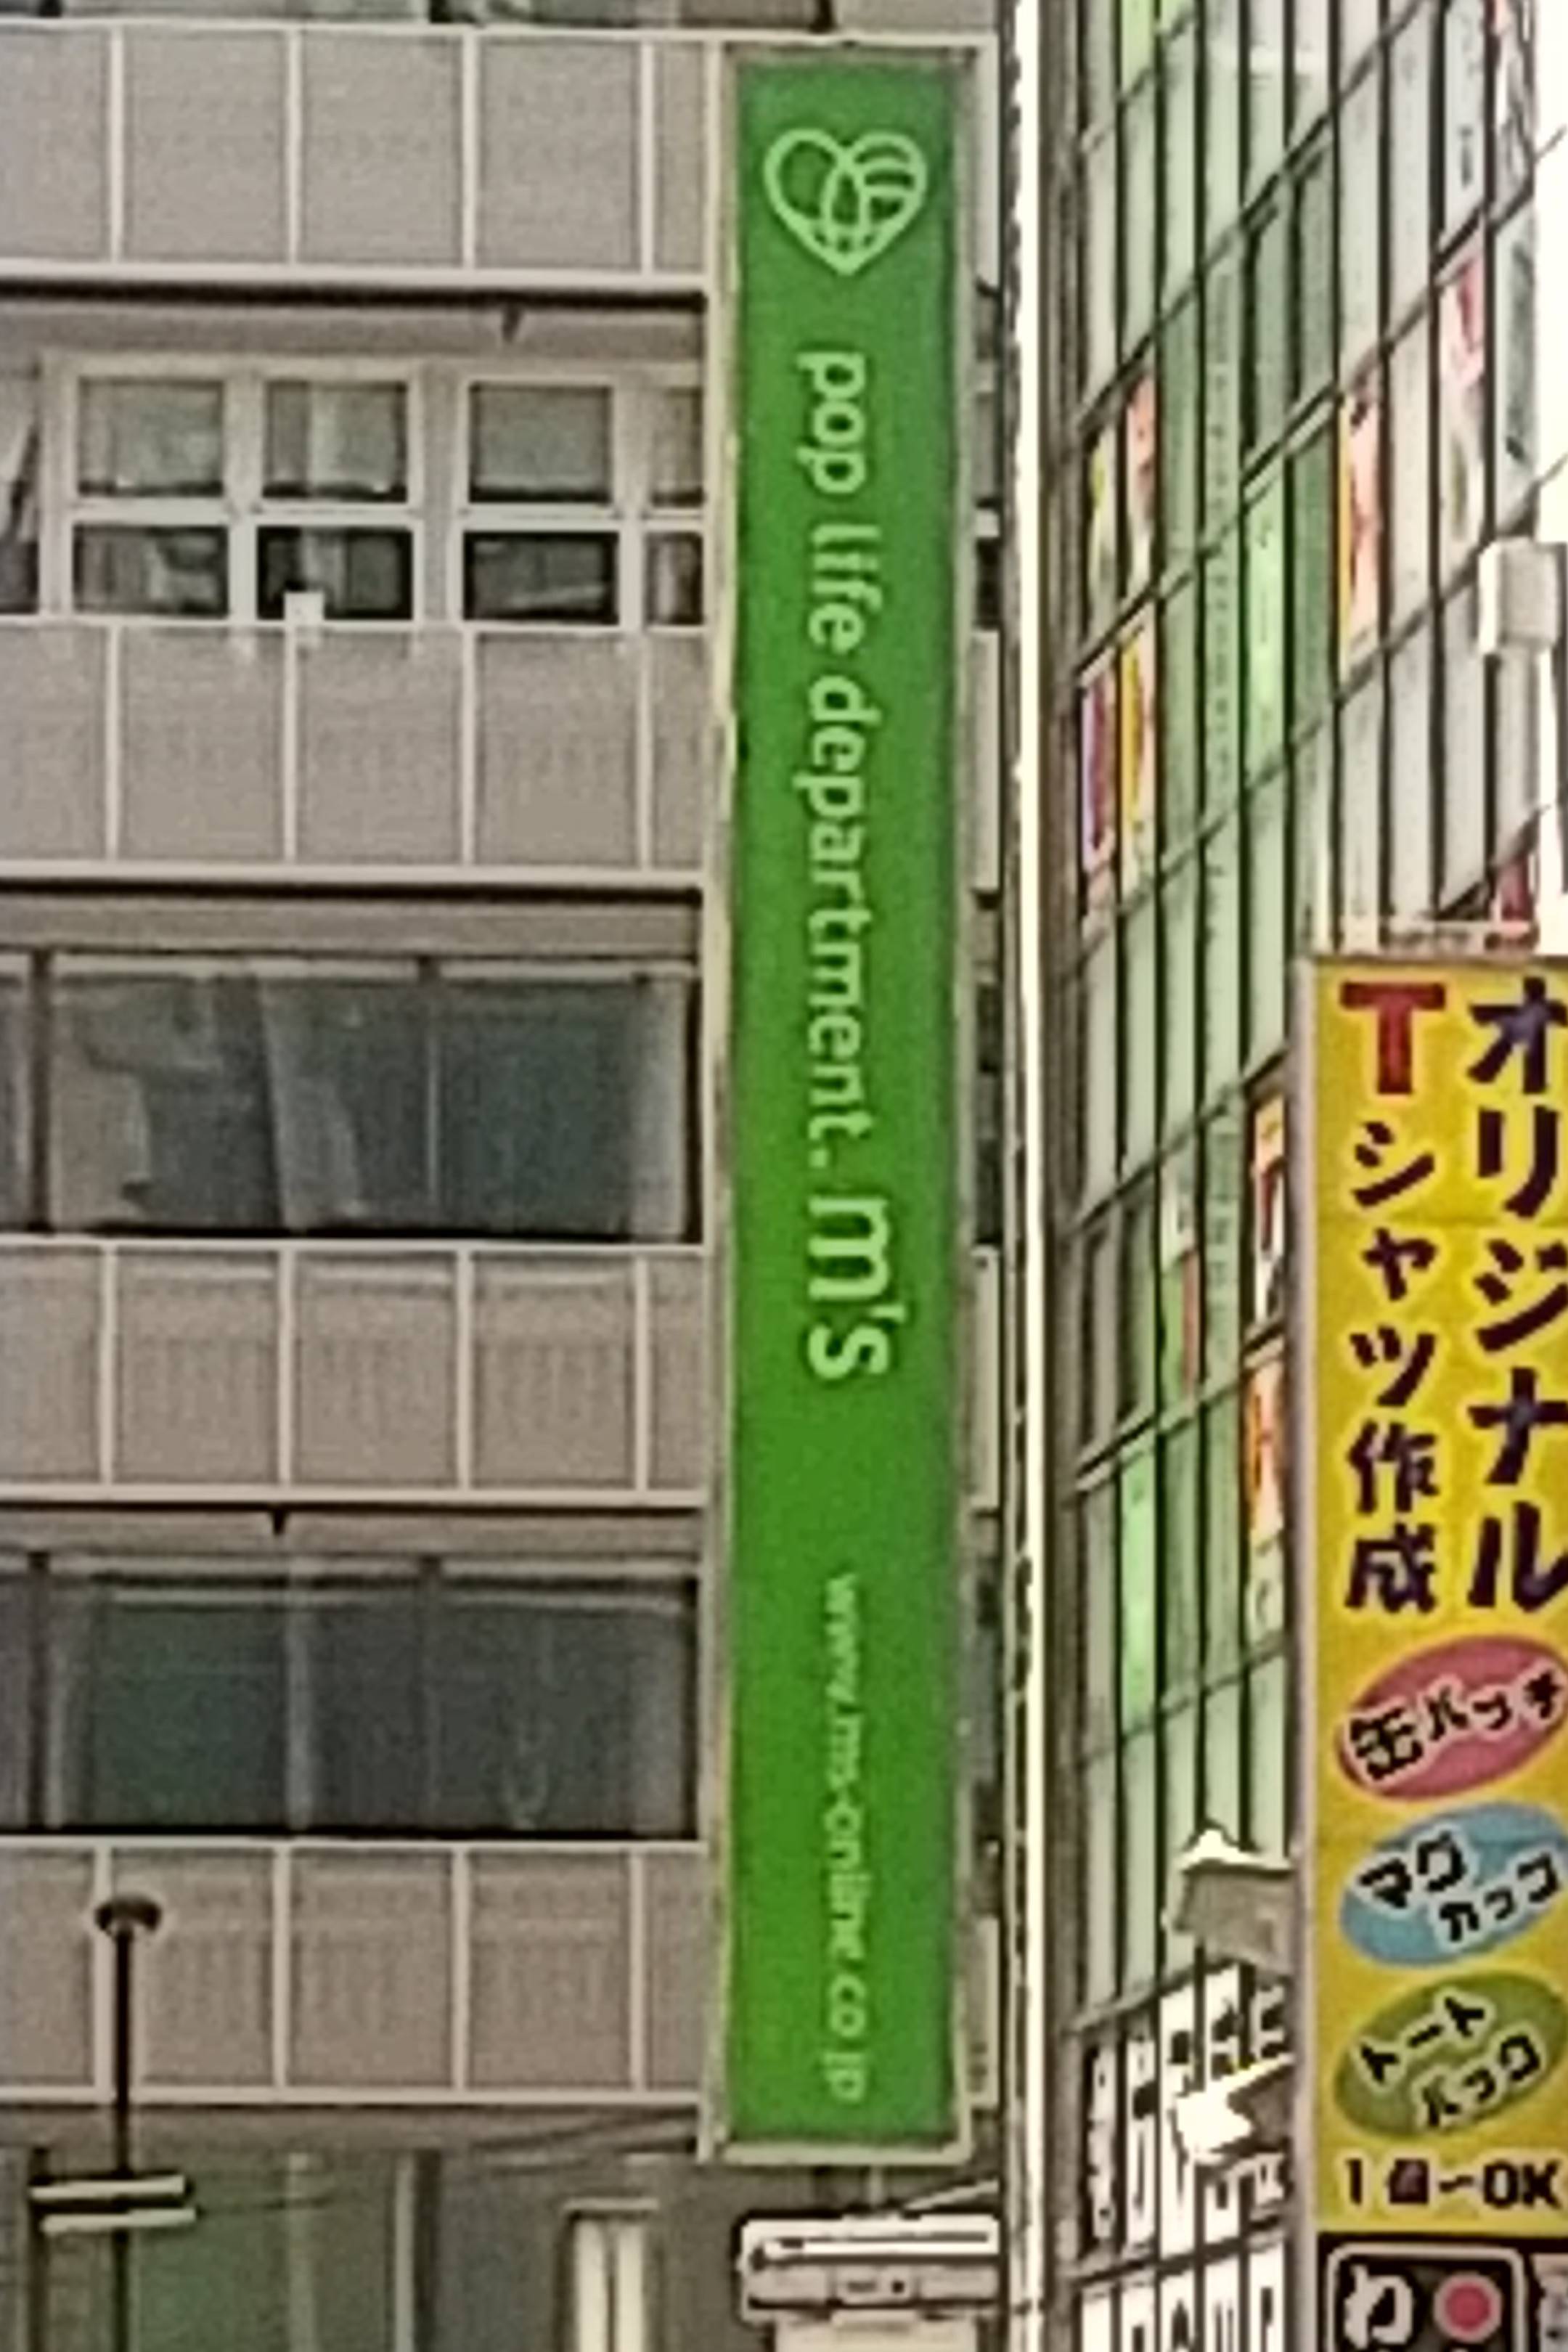 pop life department. m's
www.ms-online.co.jp
オリジナル
Tシャツ作成
缶バッチ
マグ
カップ
トート
バッグ
1個〜OK